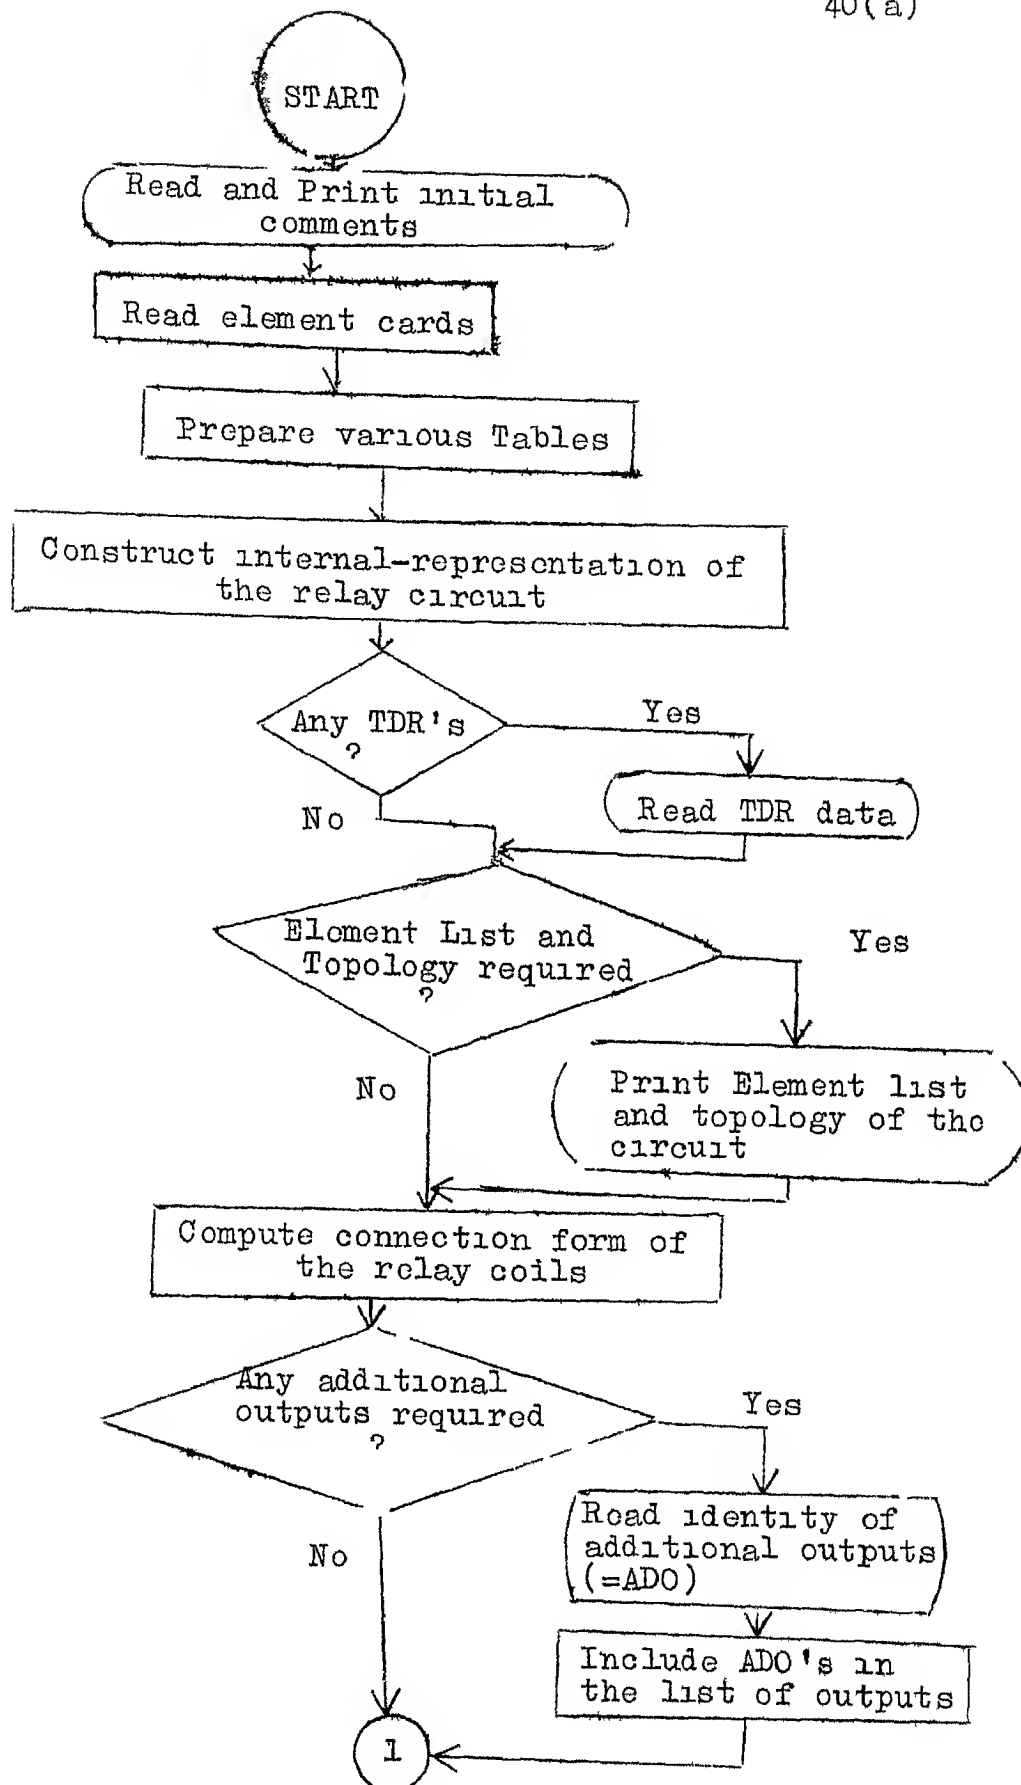 40(a)
START
Read and Print initial
comments
Read element cards
Prepare various Tables
Construct internal-representation of
the relay circuit
Any TDR's
?
Yes
Read TDR data
No
Element List and
Topology required
?
Yes
Print Element list
and topology of the
circuit
No
Compute connection form of
the relay coils
Any additional
outputs required
?
Yes
Read identity of
additional outputs
(=ADO)
No
Include ADO's in
the list of outputs
1